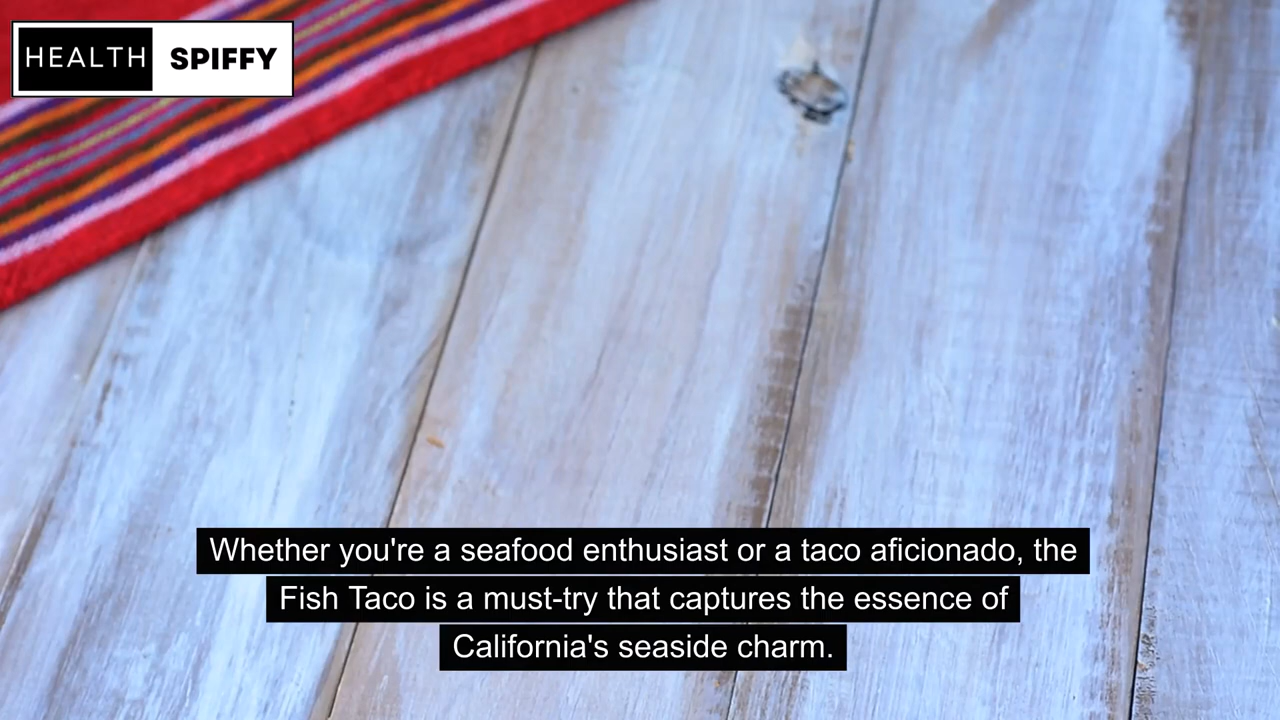 HEALTH SPIFFY
Whether you're a seafood enthusiast or a taco aficionado, the
Fish Taco is a must-try that captures the essence of
California's seaside charm.